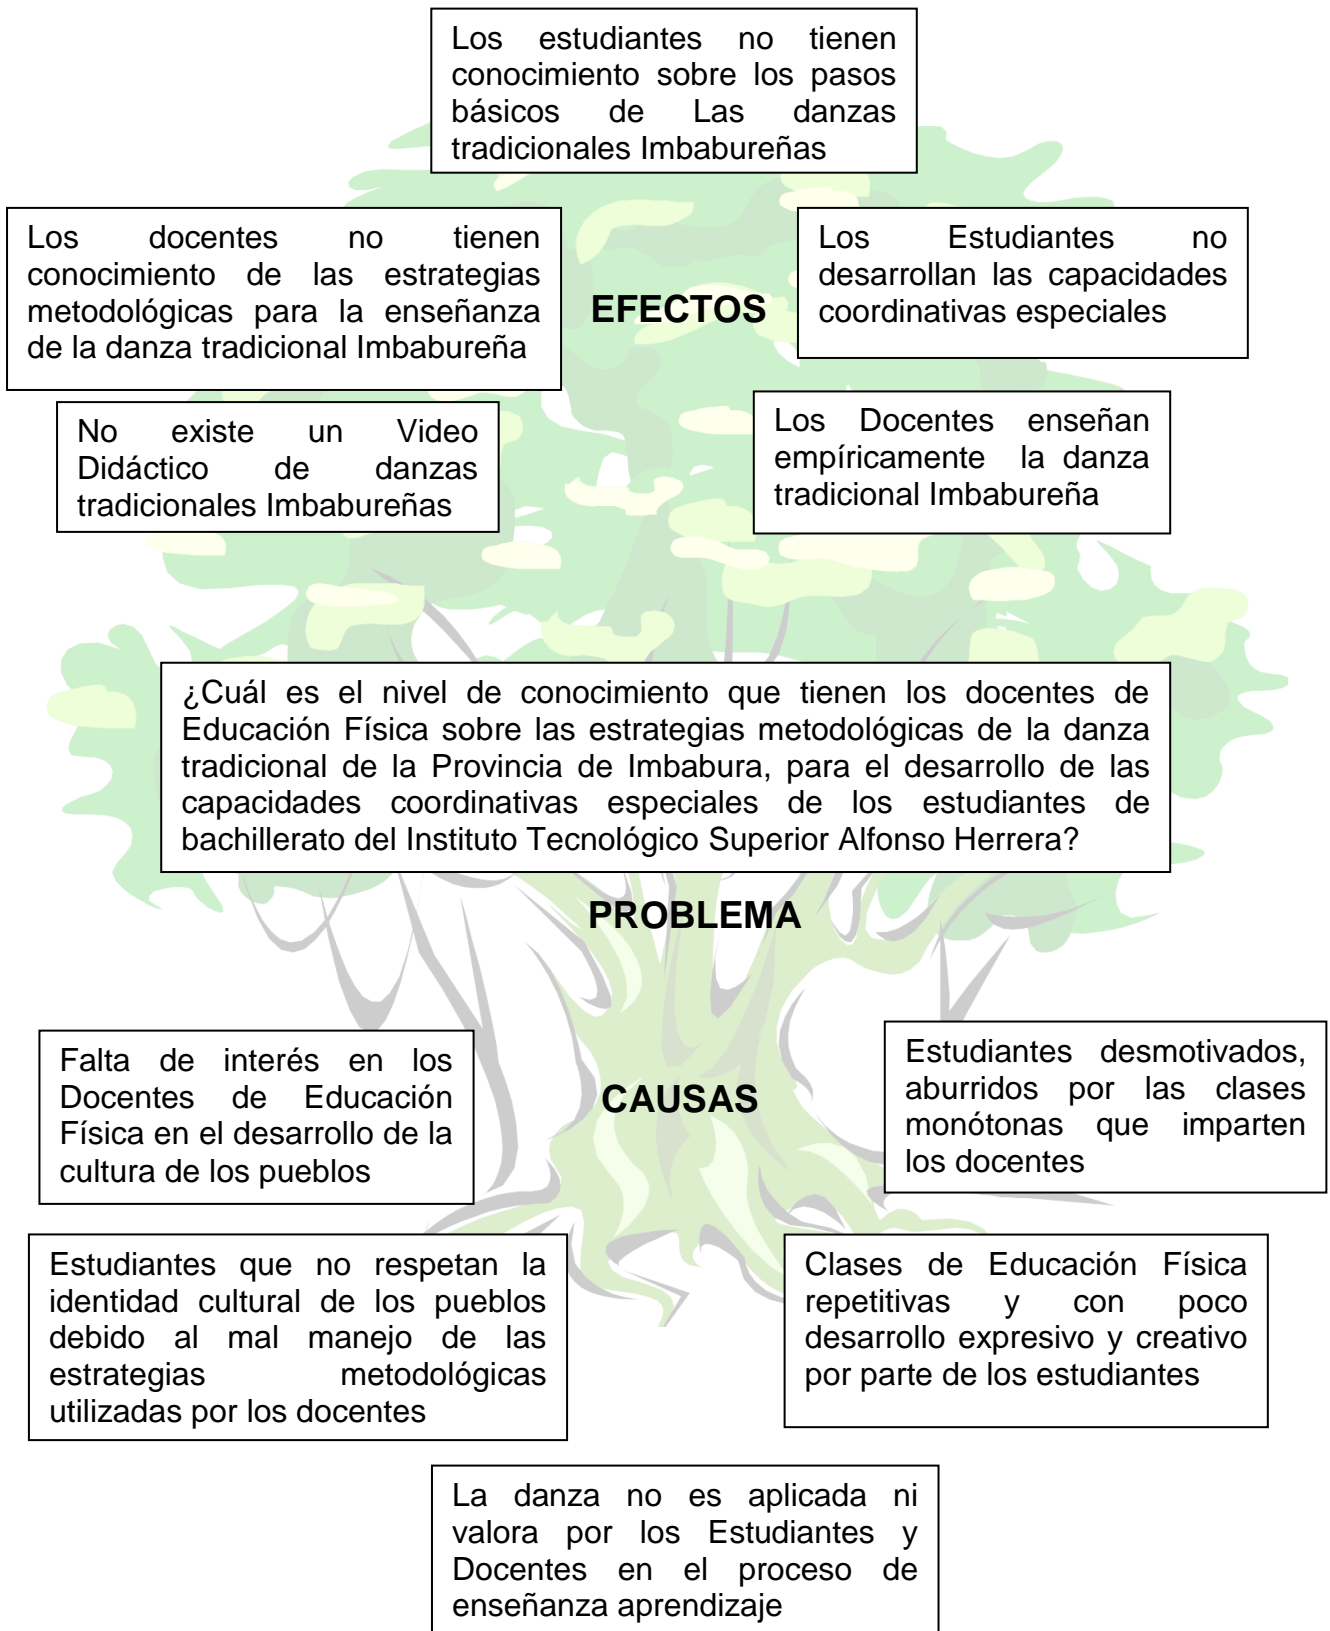 Los estudiantes no tienen
conocimiento sobre los pasos
básicos de Las danzas
tradicionales Imbabureñas
Los docentes no tienen
conocimiento de las estrategias
metodológicas para la enseñanza
de la danza tradicional Imbabureña
EFECTOS
Los Estudiantes no
desarrollan las capacidades
coordinativas especiales
No existe un Video
Didáctico de danzas
tradicionales Imbabureñas
Los Docentes enseñan
empíricamente la danza
tradicional Imbabureña
¿Cuál es el nivel de conocimiento que tienen los docentes de
Educación Física sobre las estrategias metodológicas de la danza
tradicional de la Provincia de Imbabura, para el desarrollo de las
capacidades coordinativas especiales de los estudiantes de
bachillerato del Instituto Tecnológico Superior Alfonso Herrera?
PROBLEMA
Falta de interés en los
Docentes de Educación
Física en el desarrollo de la
cultura de los pueblos
CAUSAS
Estudiantes desmotivados,
aburridos por las clases
monótonas que imparten
los docentes
Estudiantes que no respetan la
identidad cultural de los pueblos
debido al mal manejo de las
estrategias metodológicas
utilizadas por los docentes
Clases de Educación Física
repetitivas y con poco
desarrollo expresivo y creativo
por parte de los estudiantes
La danza no es aplicada ni
valora por los Estudiantes y
Docentes en el proceso de
enseñanza aprendizaje